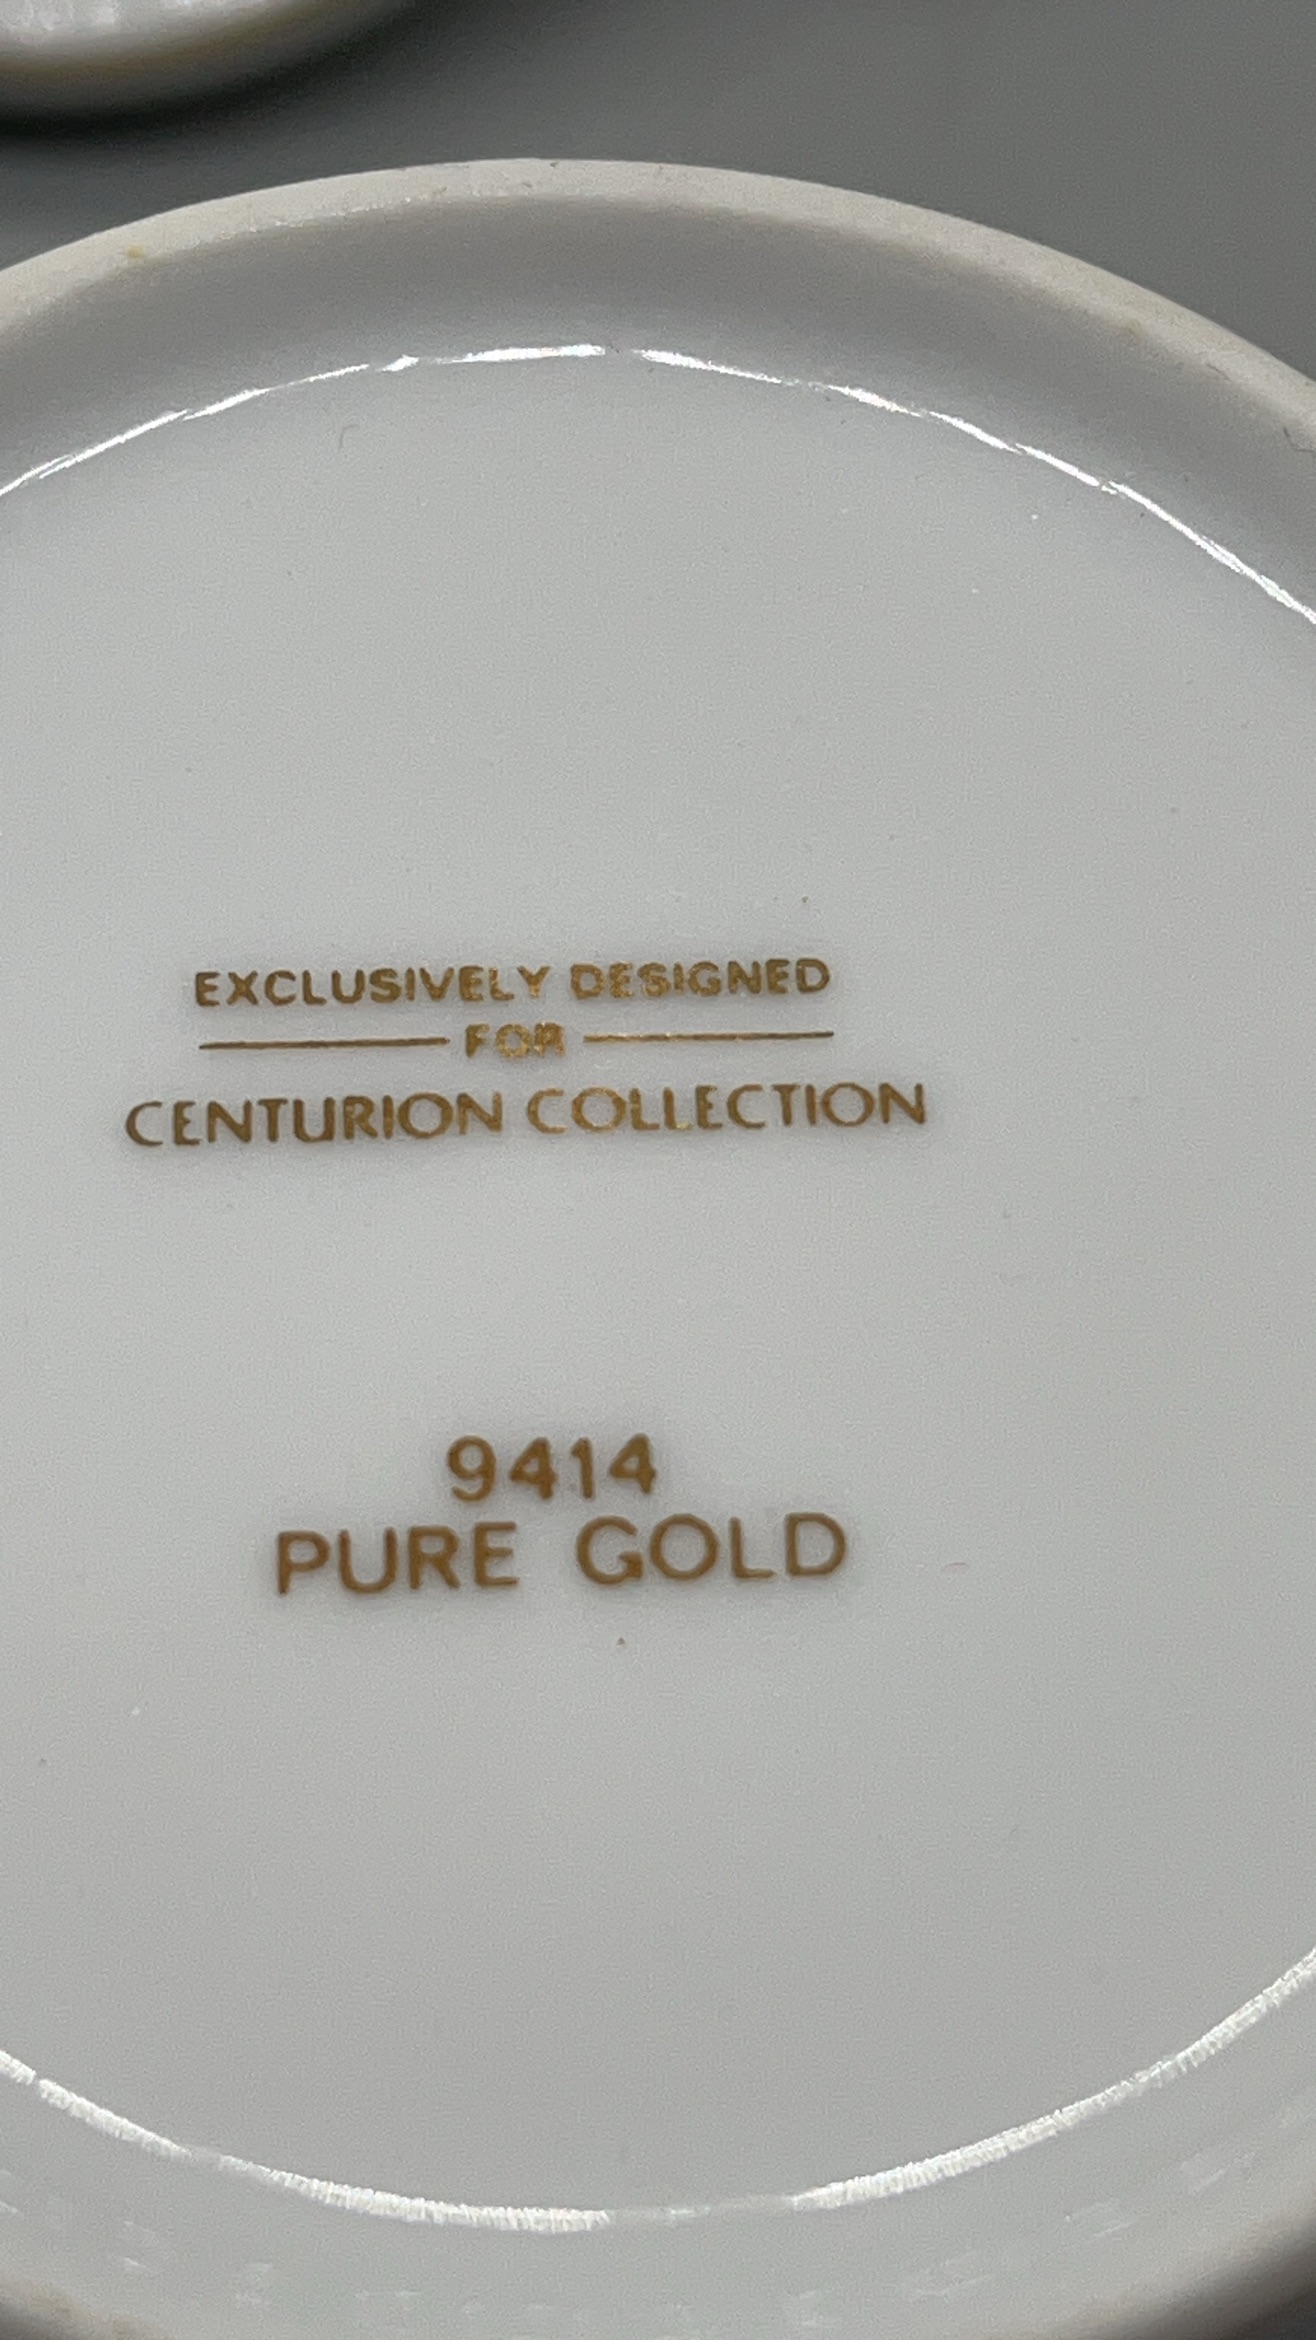 EXCLUSIVELY DESIGNED
FOR
CENTURION COLLECTION
9414
PURE GOLD